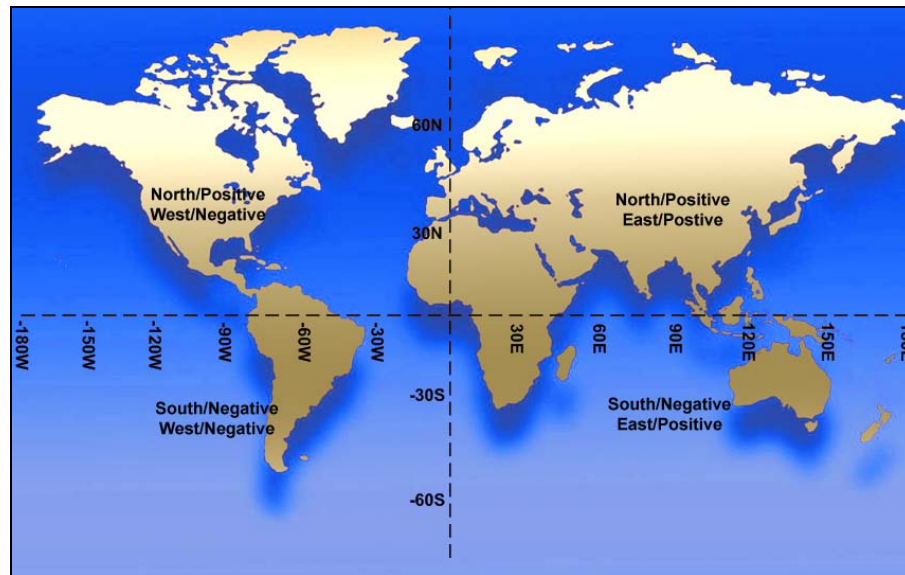 60N
North/Positive
West/Negative
North/Positive
East/Postive
30N
-180W
-150W
-120W
-90W
-60W
-30W
30E
60E
90E
120E
150E
-30S
South/Negative
West/Negative
South/Negative
East/Positive
-60S